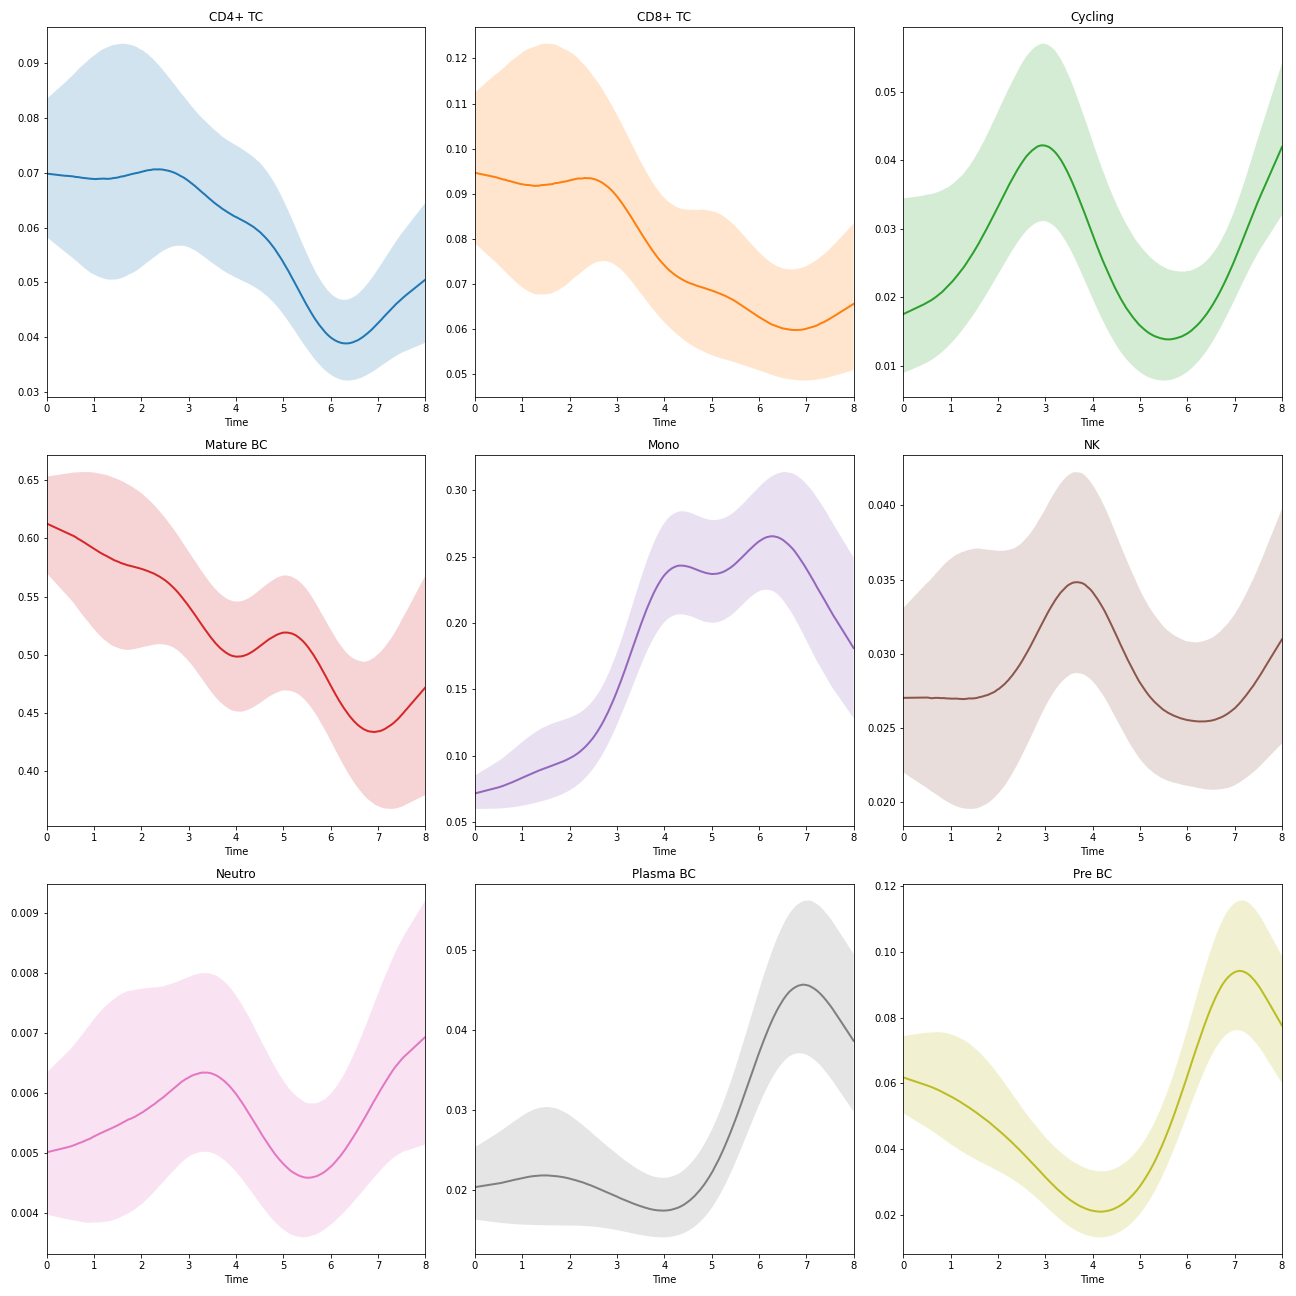 CD4+ TC
0.09
0.08
0.07
0.06
0.05
0.04
0.03
0 1 2 3 4 5 6 7 8
Time
CD8+ TC
0.12
0.11
0.10
0.09
0.08
0.07
0.06
0.05
0 1 2 3 4 5 6 7 8
Time
Cycling
0.05
0.04
0.03
0.02
0.01
0 1 2 3 4 5 6 7 8
Time
Mature BC
0.65
0.60
0.55
0.50
0.45
0.40
0 1 2 3 4 5 6 7 8
Time
Mono
0.30
0.25
0.20
0.15
0.10
0.05
0 1 2 3 4 5 6 7 8
Time
NK
0.040
0.035
0.030
0.025
0.020
0 1 2 3 4 5 6 7 8
Time
Neutro
0.009
0.008
0.007
0.006
0.005
0.004
0 1 2 3 4 5 6 7 8
Time
Plasma BC
0.05
0.04
0.03
0.02
0 1 2 3 4 5 6 7 8
Time
Pre BC
0.12
0.10
0.08
0.06
0.04
0.02
0 1 2 3 4 5 6 7 8
Time